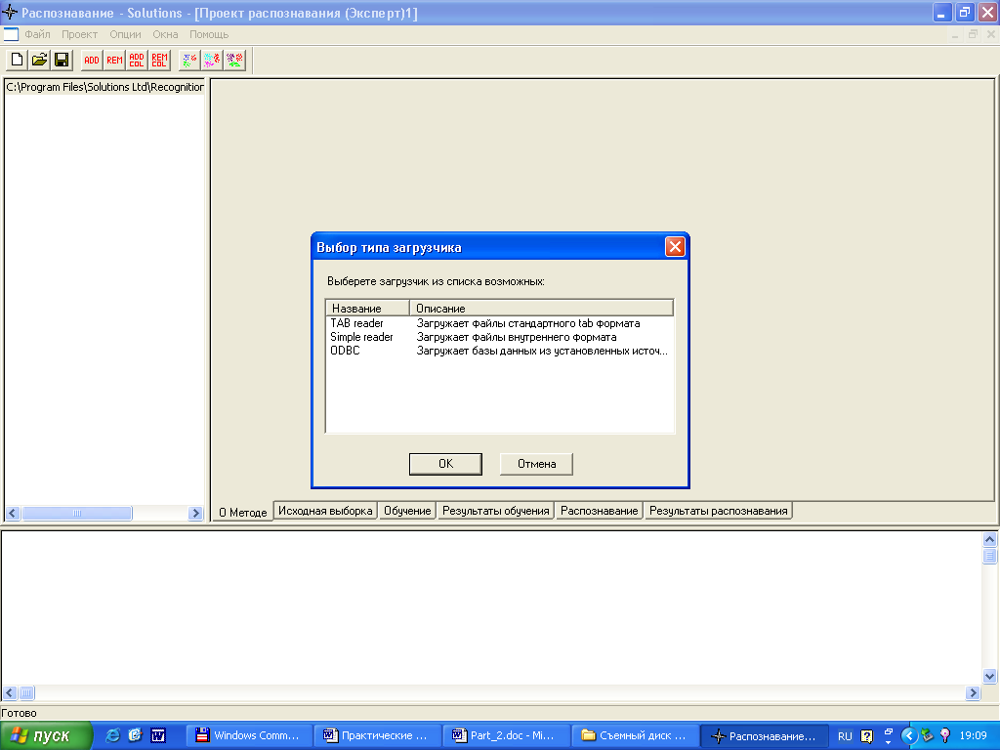 Распознавание - Solutions - [Проект распознавания (Эксперт)1]
Файл Проект Опции Окна Помощь
ADD REM ADD COL REM COL
C:\Program Files\Solutions Ltd\Recognition
Выбор типа загрузчика
Выберете загрузчик из списка возможных:
Название Описание
TAB reader Загружает файлы стандартного tab формата
Simple reader Загружает файлы внутреннего формата
ODBC Загружает базы данных из установленных источ...
OK Отмена
О Методе Исходная выборка Обучение Результаты обучения Распознавание Результаты распознавания
Готово
пуск Windows Comm... Практические ... Part_2.doc - Mi... Съемный диск ... Распознавание... RU 19:09